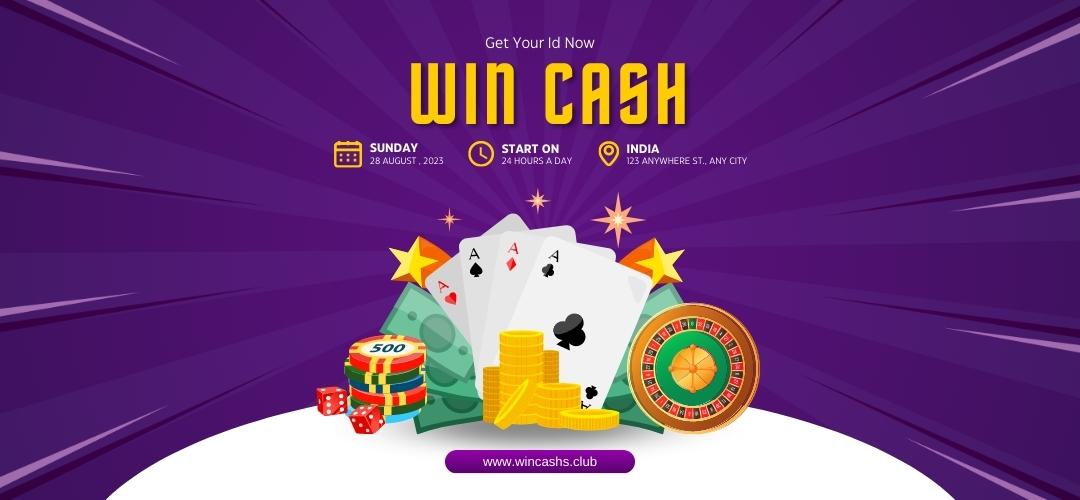 Get Your Id Now
WIN CASH
SUNDAY
28 AUGUST , 2023
START ON
24 HOURS A DAY
INDIA
123 ANYWHERE ST., ANY CITY
A
A
A
A
500
www.wincashs.club